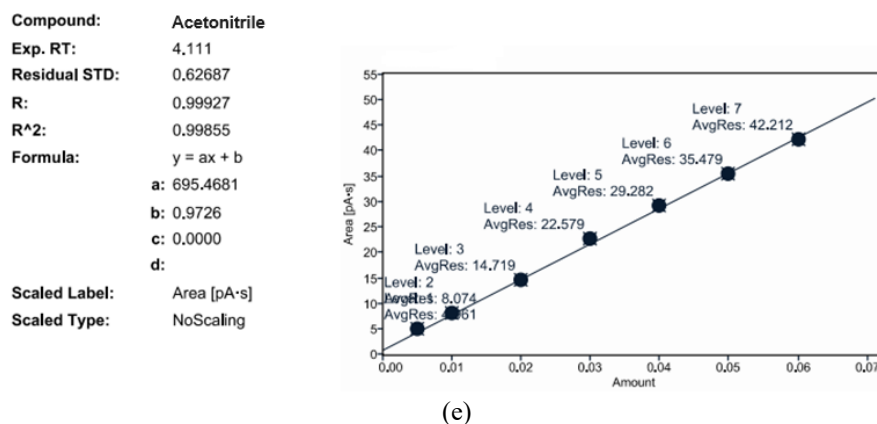 Compound: Acetonitrile
Exp. RT: 4.111
Residual STD: 0.62687
R: 0.99927
R^2: 0.99855
Formula: y = ax + b
a: 695.4681
b: 0.9726
c: 0.0000
d:
Scaled Label: Area [pA·s]
Scaled Type: NoScaling
Area [pA·s]
55
50
45
40
35
30
25
20
15
10
5
0
Level: 7
AvgRes: 42.212
Level: 6
AvgRes: 35.479
Level: 5
AvgRes: 29.282
Level: 4
AvgRes: 22.579
Level: 3
AvgRes: 14.719
Level: 2
AvgRes: 8.074
AvgRes:
0.00 0.01 0.02 0.03 0.04 0.05 0.06 0.07
Amount
(e)